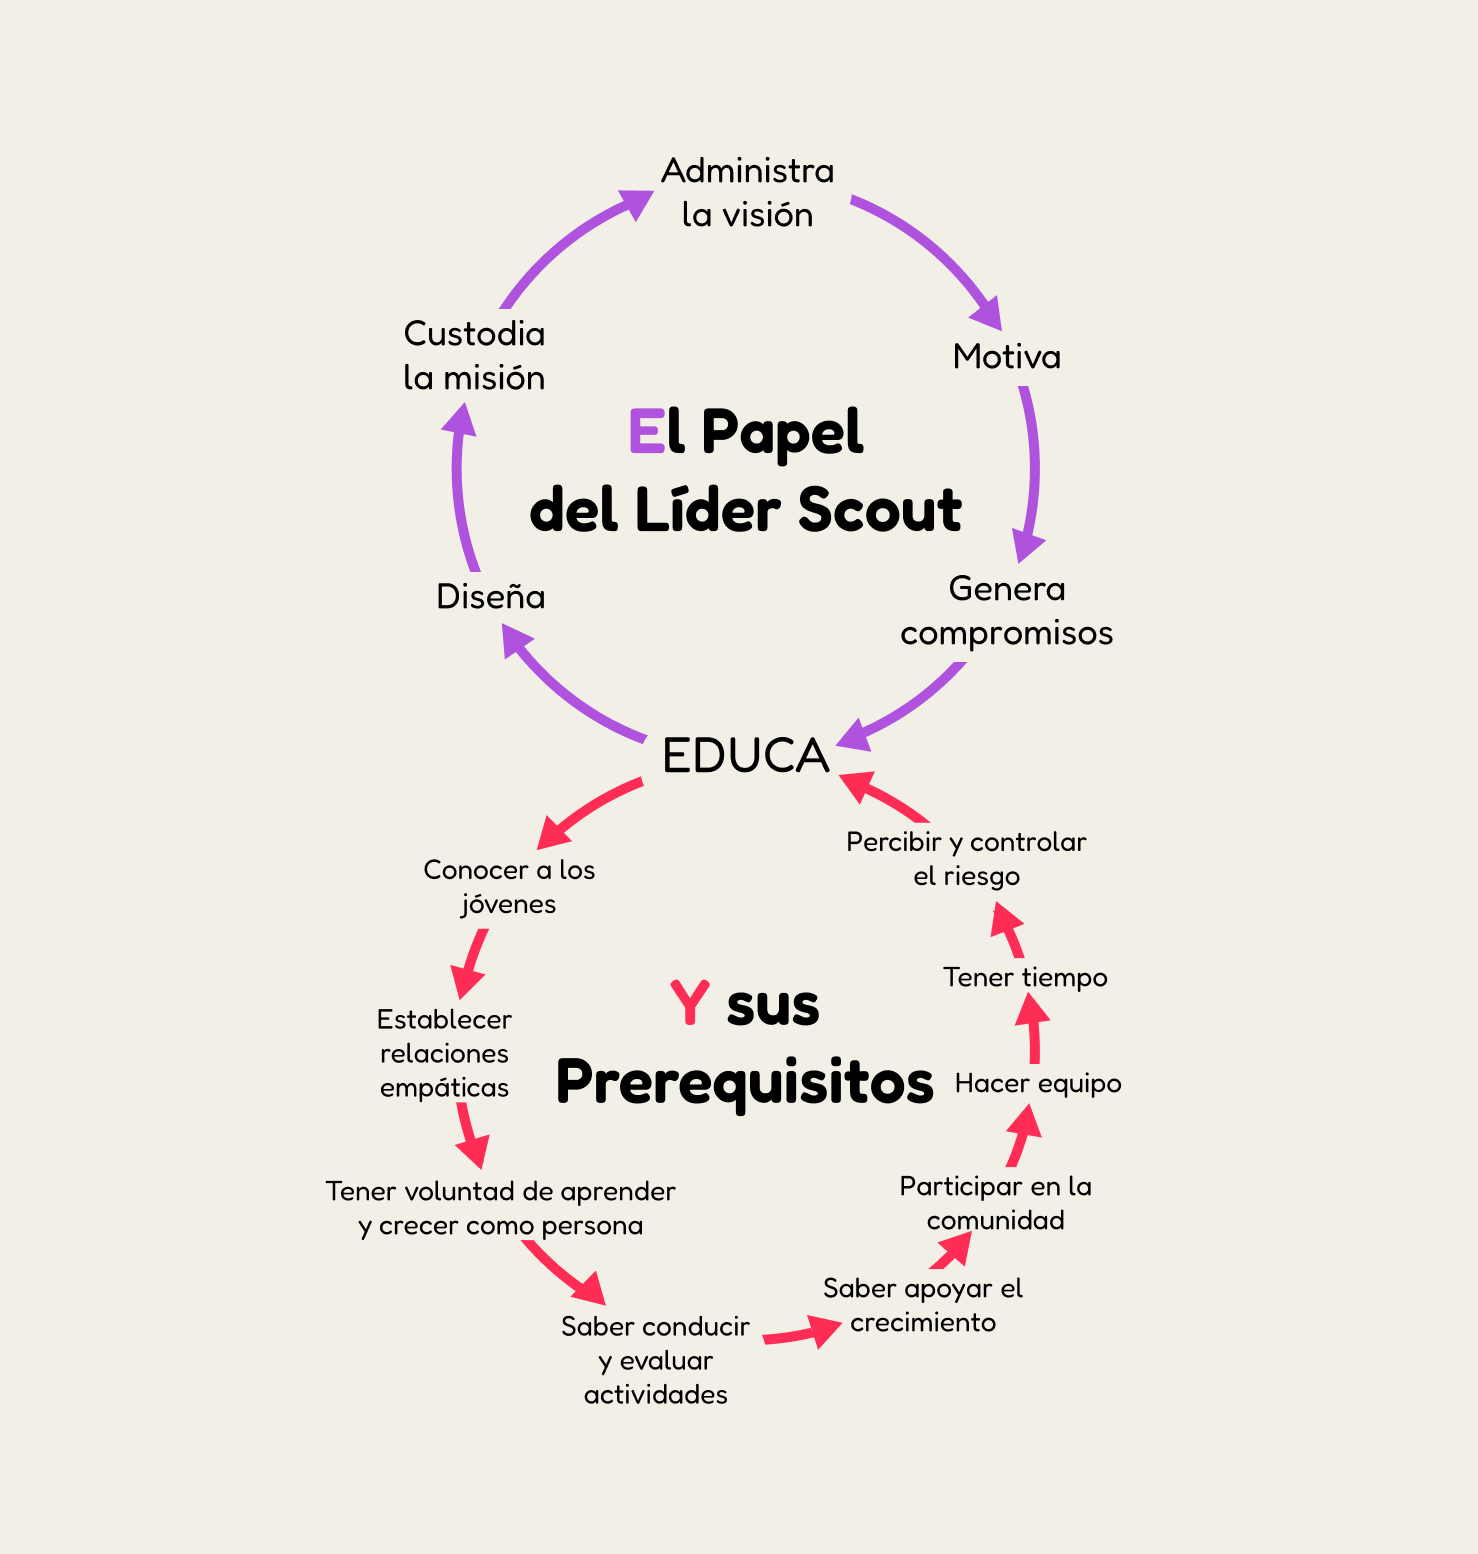 Administra
la visión
Motiva
Genera
compromisos
EDUCA
Diseña
Custodia
la misión
El Papel
del Líder Scout
Conocer a los
jóvenes
Establecer
relaciones
empáticas
Tener voluntad de aprender
y crecer como persona
Saber conducir
y evaluar
actividades
Saber apoyar el
crecimiento
Participar en la
comunidad
Hacer equipo
Tener tiempo
Percibir y controlar
el riesgo
Y sus
Prerequisitos